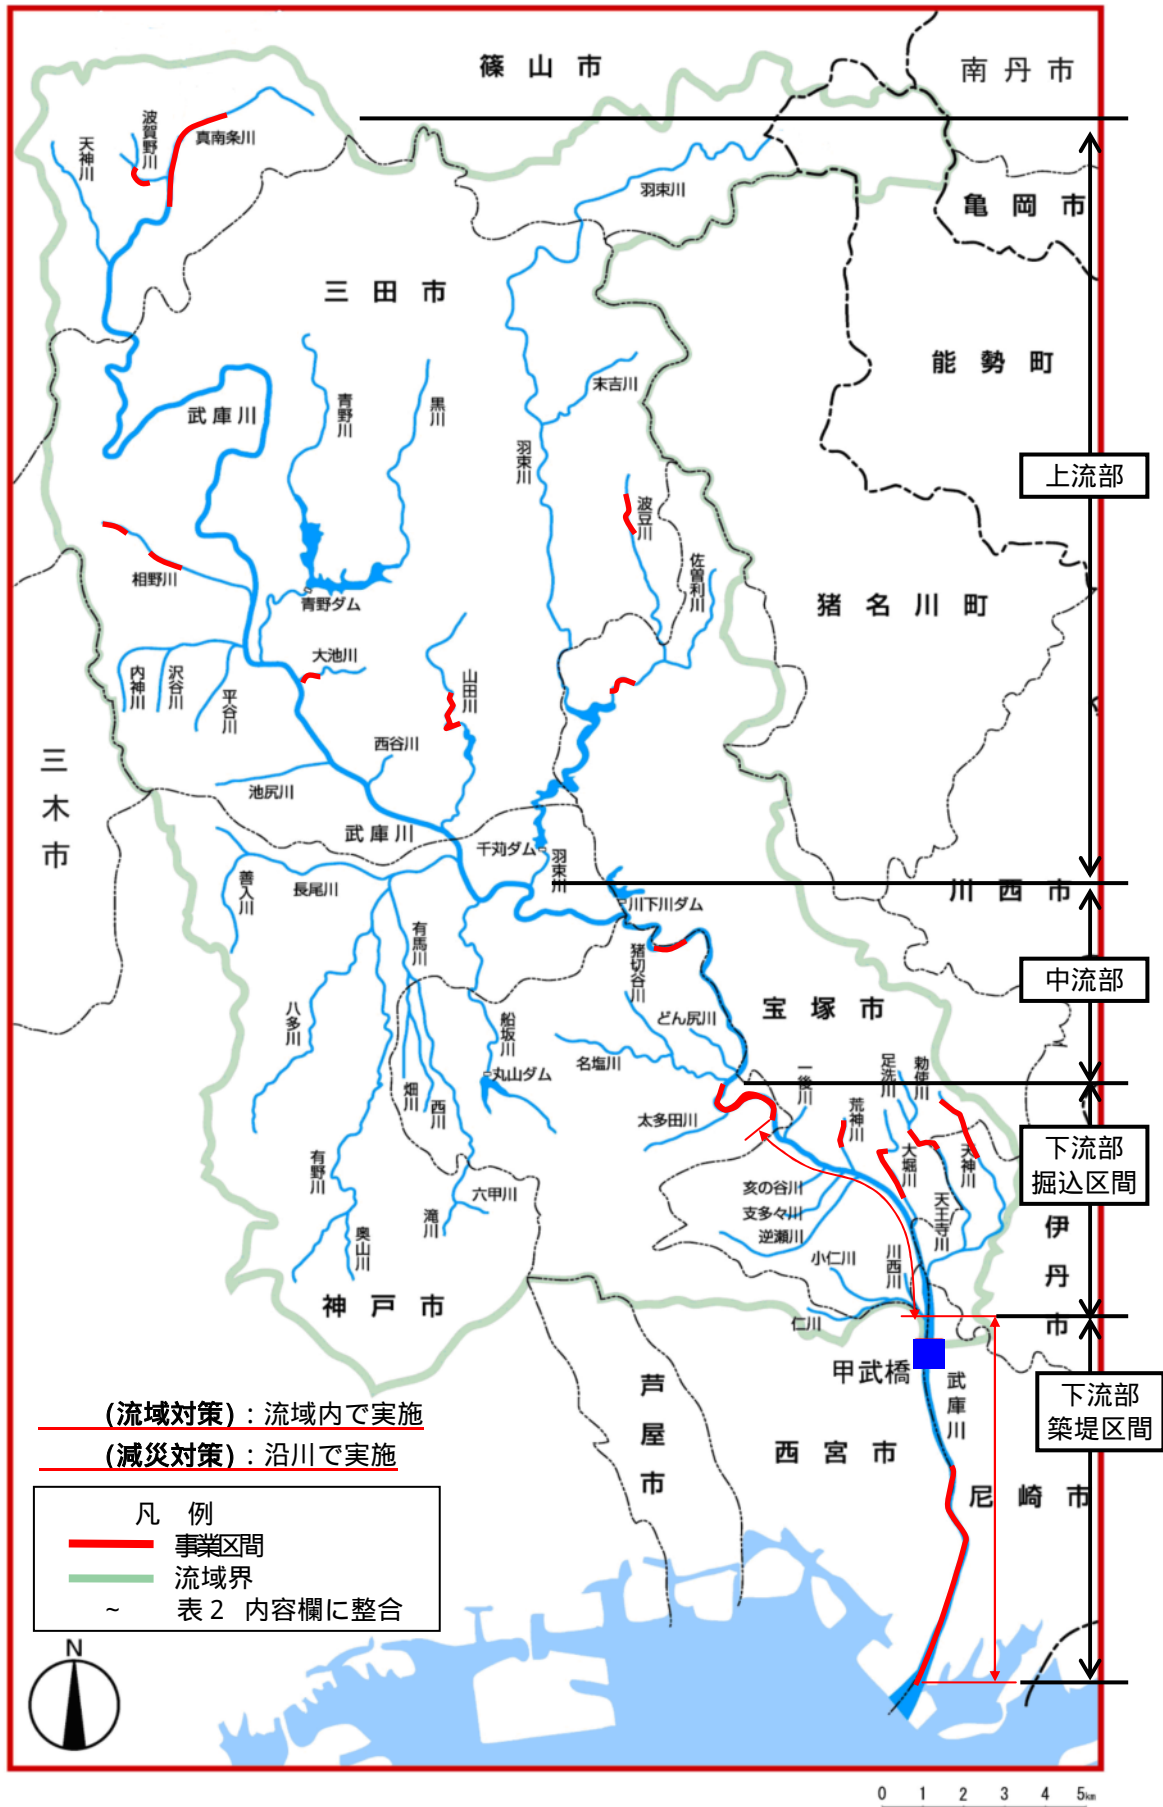 篠山市
南丹市
波賀野川
真南条川
天神川
羽束川
亀岡市
三田市
能勢町
末吉川
青野川
黒川
武庫川
羽束川
上流部
波豆川
佐曽利川
相野川
青野ダム
猪名川町
大池川
内神川
沢谷川
平谷川
山田川
西谷川
三木市
池尻川
武庫川
千苅ダム
羽束川
善入川
長尾川
川西市
川下川ダム
有馬川
猪切谷川
中流部
宝塚市
八多川
船坂川
どん尻川
名塩川
丸山ダム
一後川
足洗川
勅使川
畑川
西川
太多田川
荒神川
大堀川
天神川
下流部
掘込区間
有野川
六甲川
亥の谷川
滝川
支多々川
天王寺川
奥山川
逆瀬川
伊丹市
小仁川
川西川
神戸市
仁川
甲武橋
武庫川
芦屋市
下流部
築堤区間
(流域対策)：流域内で実施
西宮市
(減災対策)：沿川で実施
尼崎市
凡 例
事業区間
流域界
~ 表２ 内容欄に整合
N
0 1 2 3 4 5km